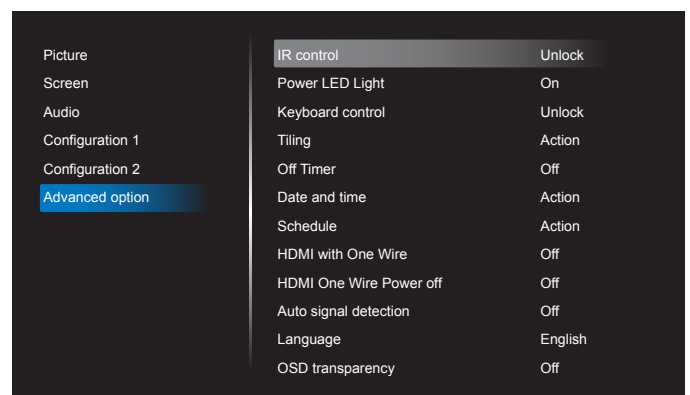 Picture
Screen
Audio
Configuration 1
Configuration 2
Advanced option
IR control Unlock
Power LED Light On
Keyboard control Unlock
Tiling Action
Off Timer Off
Date and time Action
Schedule Action
HDMI with One Wire Off
HDMI One Wire Power off Off
Auto signal detection Off
Language English
OSD transparency Off